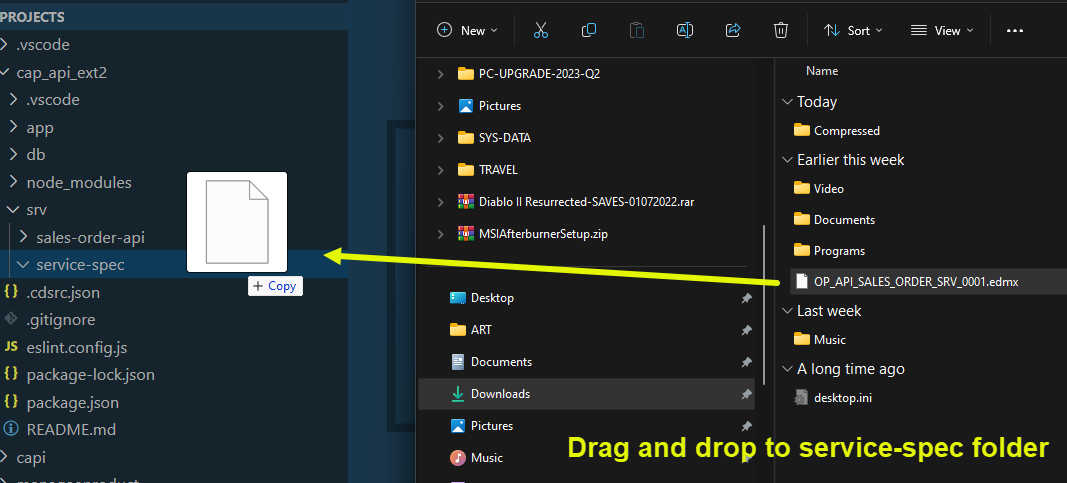 PROJECTS
.vscode
cap_api_ext2
.vscode
app
db
node_modules
srv
sales-order-api
service-spec
.cdsrc.json
.gitignore
JS eslint.config.js
package-lock.json
package.json
README.md
capi
+ Copy
New
Sort
View
PC-UPGRADE-2023-Q2
Pictures
SYS-DATA
TRAVEL
Diablo II Resurrected-SAVES-01072022.rar
MSIAfterburnerSetup.zip
Desktop
ART
Documents
Downloads
Pictures
Music
Name
Today
Compressed
Earlier this week
Video
Documents
Programs
OP_API_SALES_ORDER_SRV_0001.edmx
Last week
Music
A long time ago
desktop.ini
Drag and drop to service-spec folder